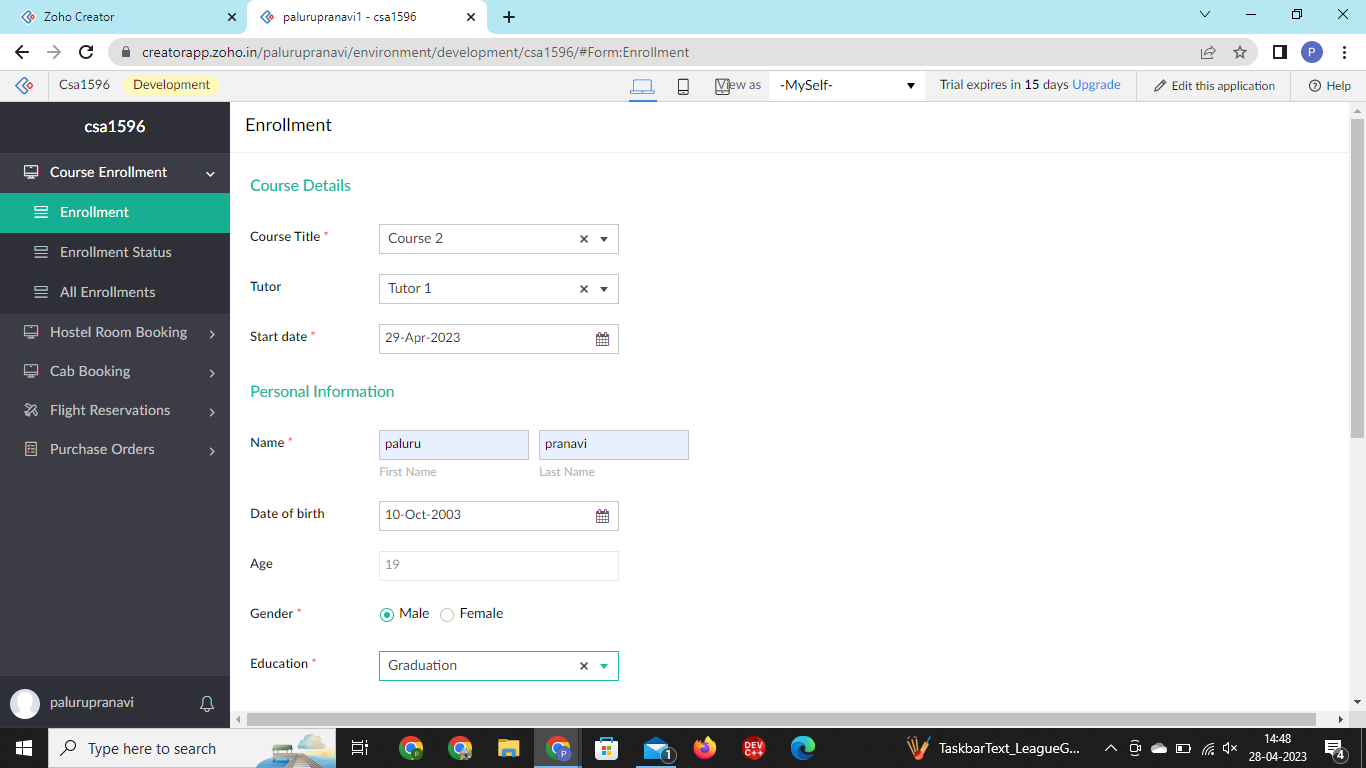 Zoho Creator
palurupranavi1 - csa1596
creatorapp.zoho.in/palurupranavi/environment/development/csa1596/#Form:Enrollment
P
Csa1596
Development
View as
-MySelf-
Trial expires in 15 days Upgrade
Edit this application
Help
csa1596
Course Enrollment
Enrollment
Enrollment Status
All Enrollments
Hostel Room Booking
Cab Booking
Flight Reservations
Purchase Orders
palurupranavi
Enrollment
Course Details
Course Title *
Course 2
Tutor
Tutor 1
Start date *
29-Apr-2023
Personal Information
Name *
paluru
pranavi
First Name
Last Name
Date of birth
10-Oct-2003
Age
19
Gender *
Male
Female
Education *
Graduation
Type here to search
P
P
1
DEV
C++
TaskbarText_LeagueG...
14:48
28-04-2023
4